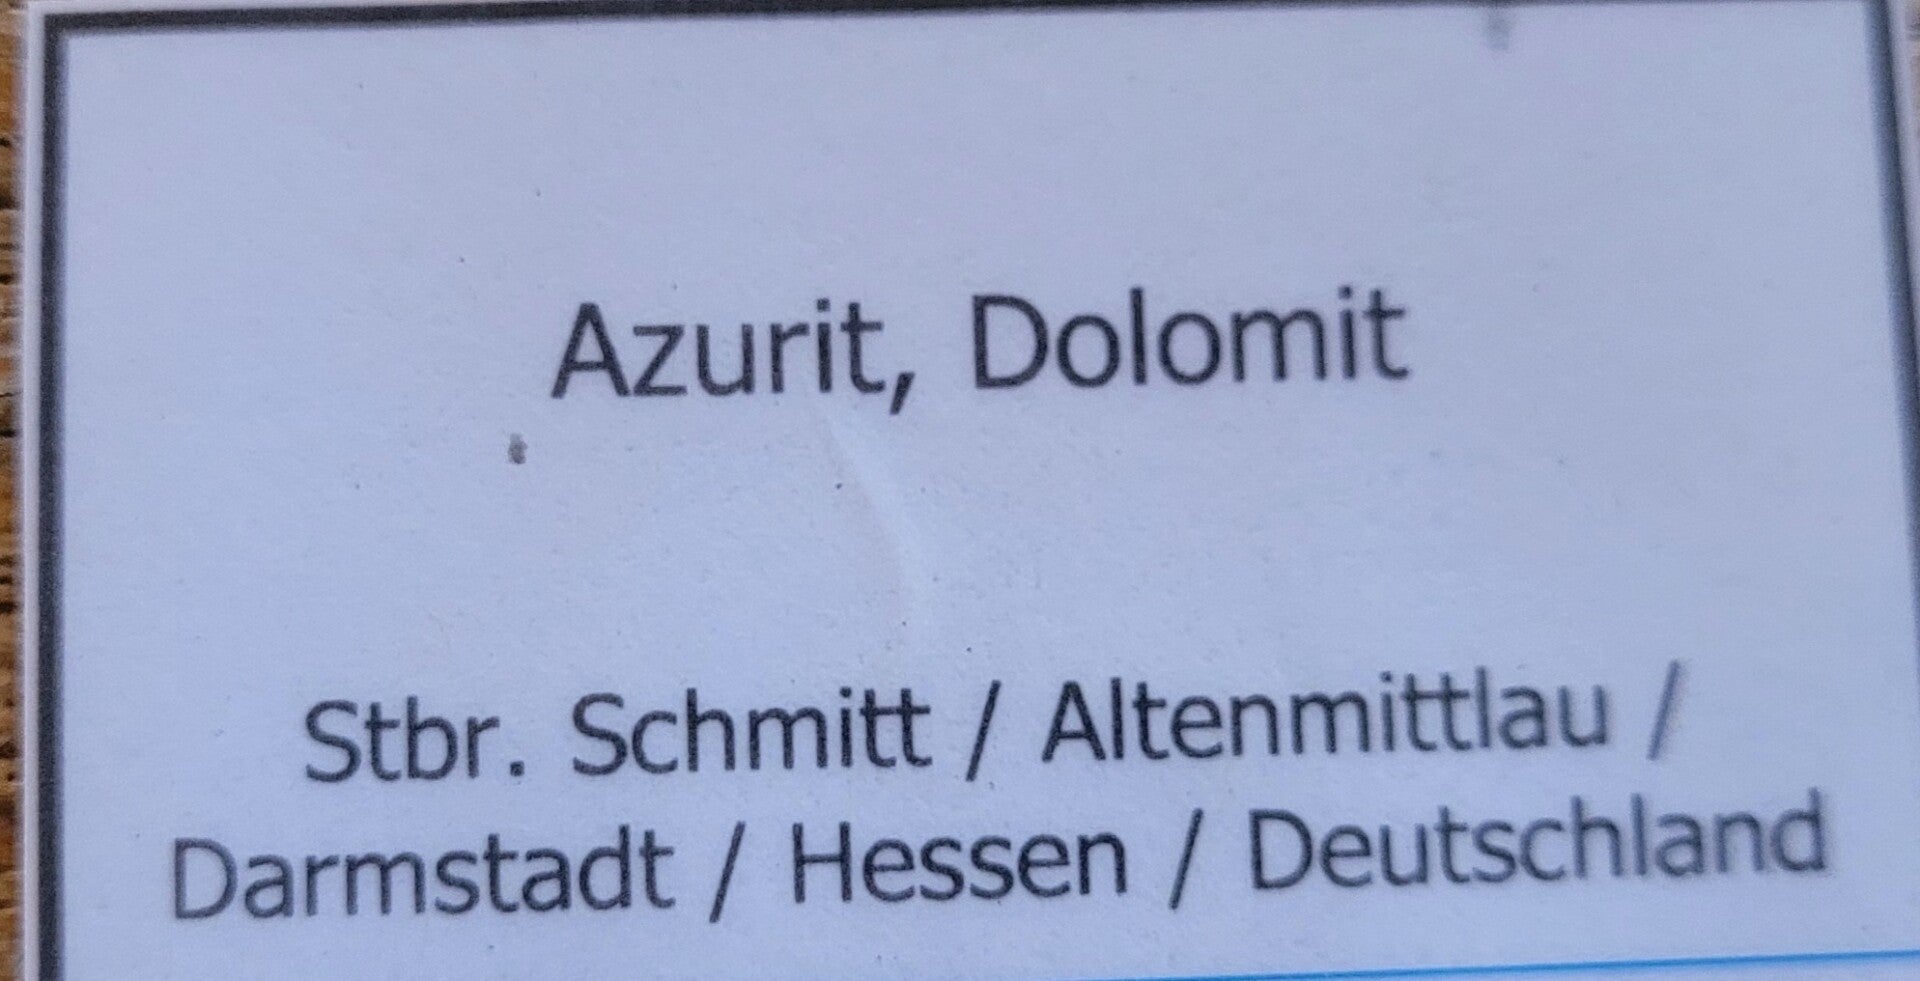 Azurit, Dolomit
Stbr. Schmitt / Altenmittlau /
Darmstadt / Hessen / Deutschland